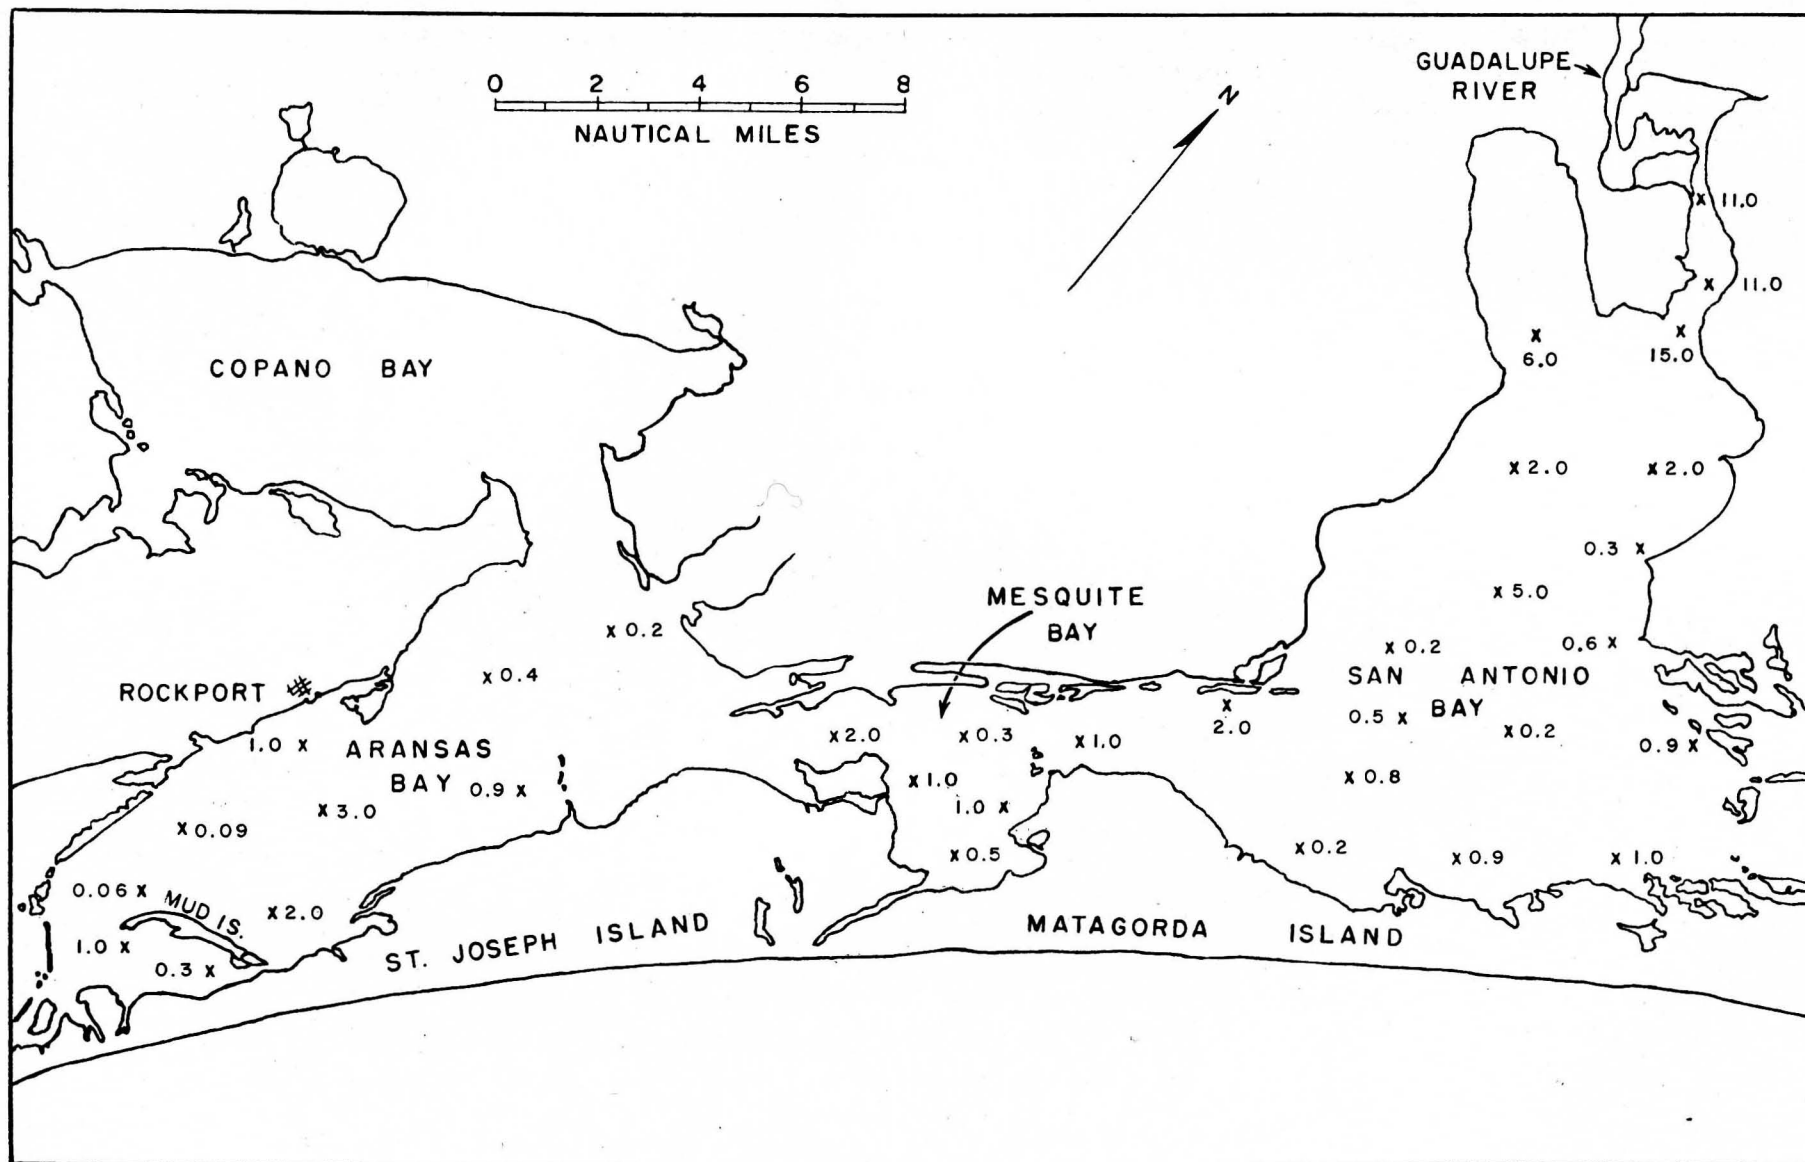 GUADALUPE
RIVER
N
0 2 4 6 8
NAUTICAL MILES
11.0
11.0
6.0
15.0
COPANO BAY
2.0
2.0
0.3
5.0
MESQUITE
BAY
0.2
0.2
0.6
0.4
SAN ANTONIO
BAY
ROCKPORT
0.5
2.0
0.2
0.9
1.0
ARANSAS
BAY
2.0
0.3
1.0
1.0
0.8
0.9
3.0
1.0
0.09
0.5
0.2
0.9
1.0
0.06
MUD IS.
2.0
1.0
0.3
ST. JOSEPH ISLAND
MATAGORDA ISLAND